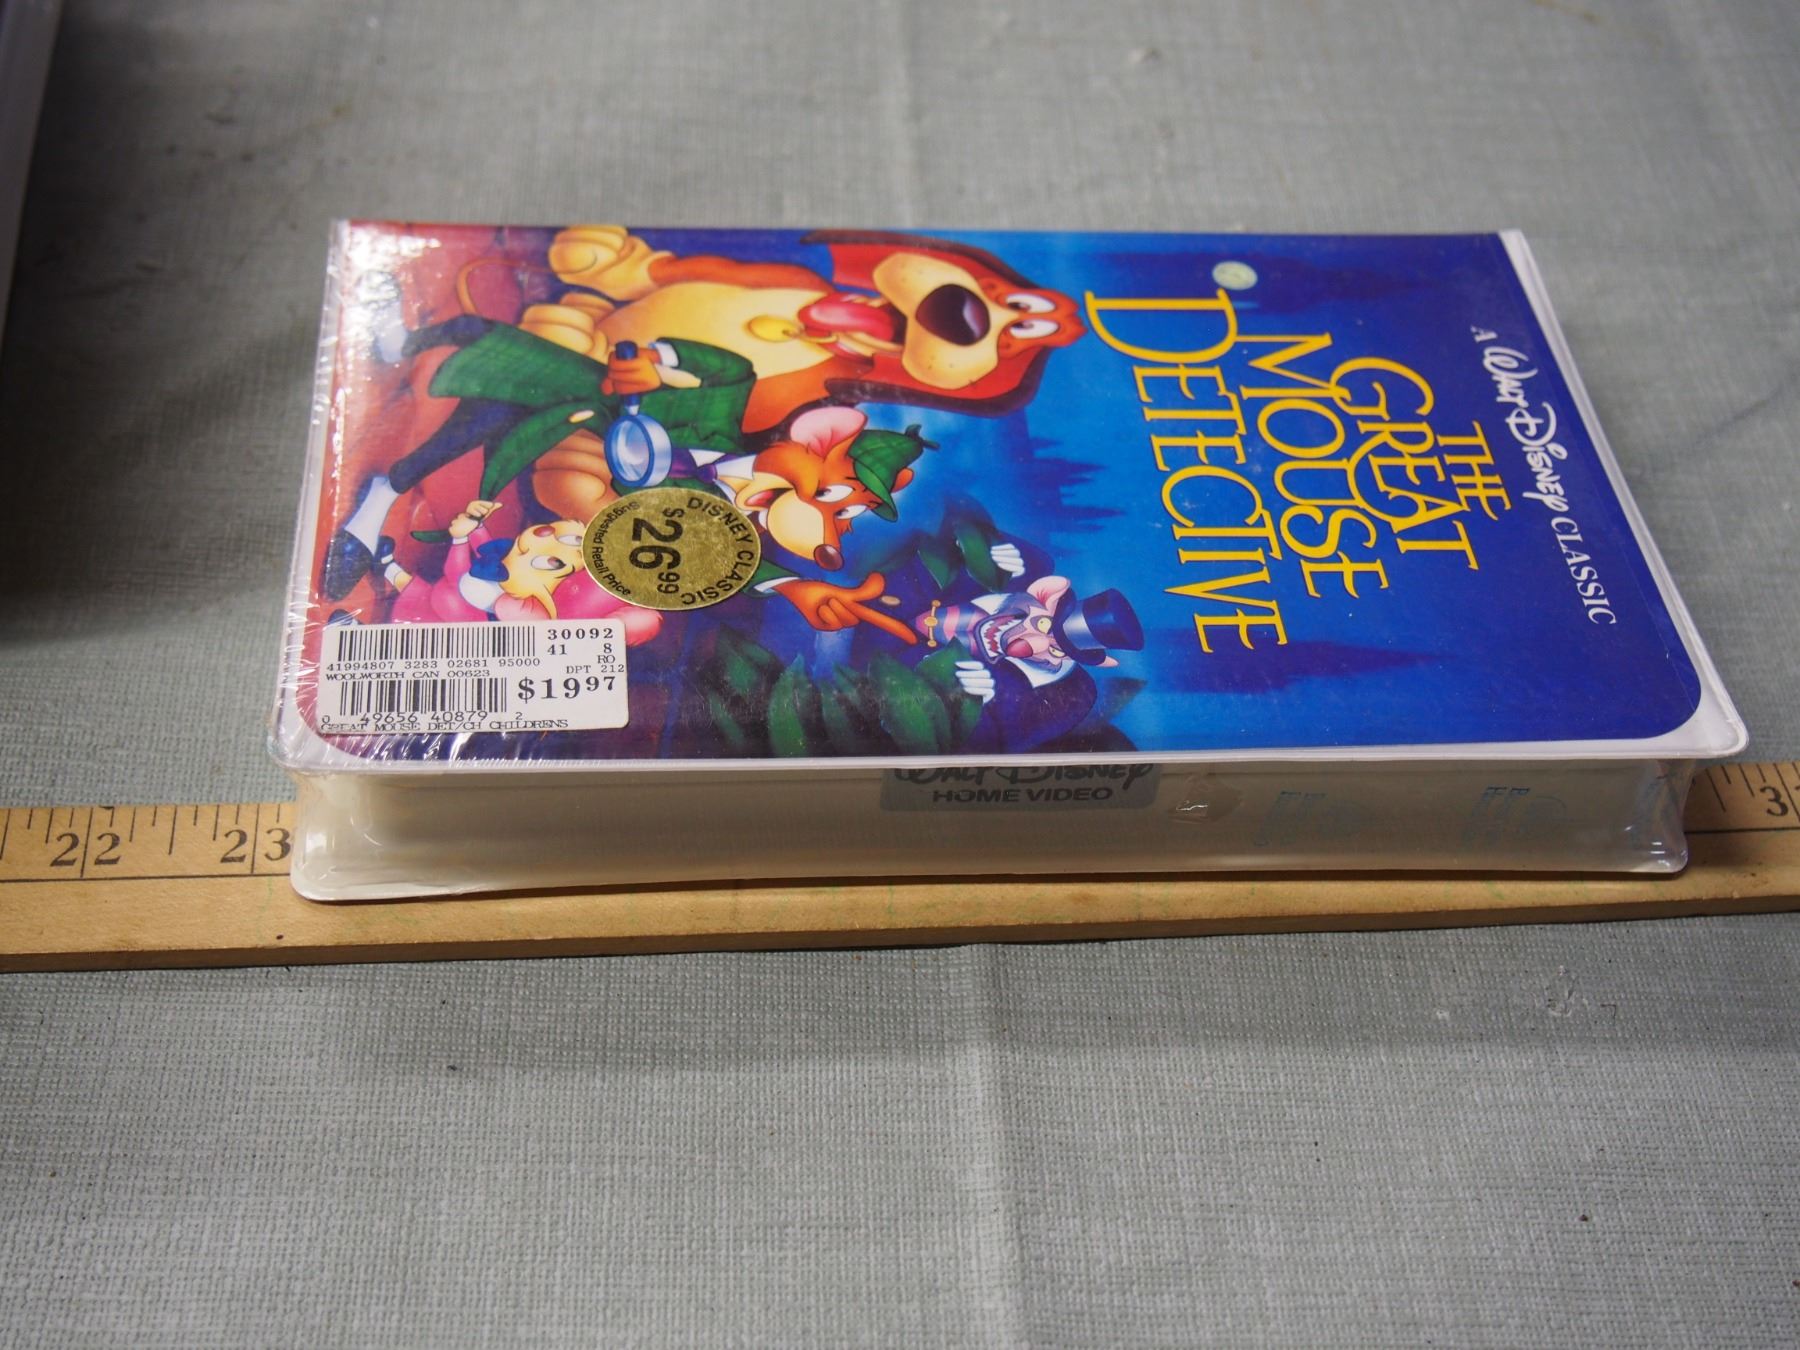 A WALT DISNEY CLASSIC
THE
GREAT
MOUSE
DETECTIVE
DISNEY CLASSIC
$26.99
Suggested Retail Price
30092
41 8
RO
41994807 3283 02681 95000
DPT 212
WOOLWORTH CAN 00623
$19.97
0 49656 40879 2
GREAT MOUSE DET/CH CHILDRENS
WALT DISNEY
HOME VIDEO
22
23
3